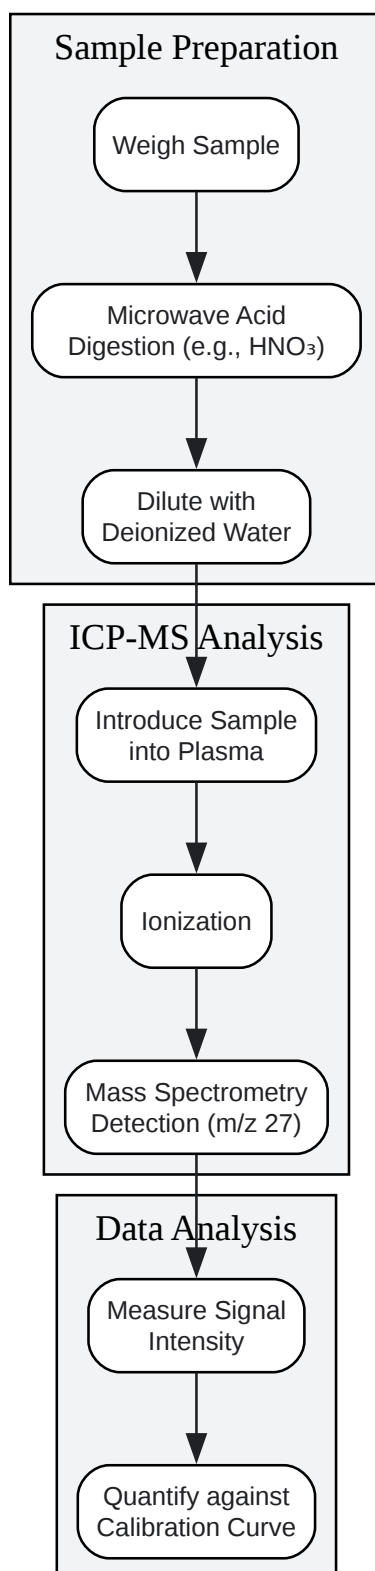 Sample Preparation
Weigh Sample
Microwave Acid
Digestion (e.g., HNO₃)
Dilute with
Deionized Water
ICP-MS Analysis
Introduce Sample
into Plasma
Ionization
Mass Spectrometry
Detection (m/z 27)
Data Analysis
Measure Signal
Intensity
Quantify against
Calibration Curve